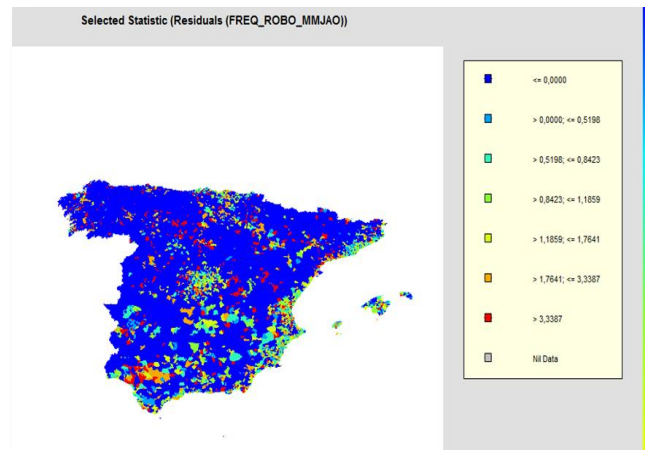 Selected Statistic (Residuals (FREQ_ROBO_MMJAO))
<= 0,0000
> 0,0000; <= 0,5198
> 0,5198; <= 0,8423
> 0,8423; <= 1,1859
> 1,1859; <= 1,7641
> 1,7641; <= 3,3387
> 3,3387
Nil Data